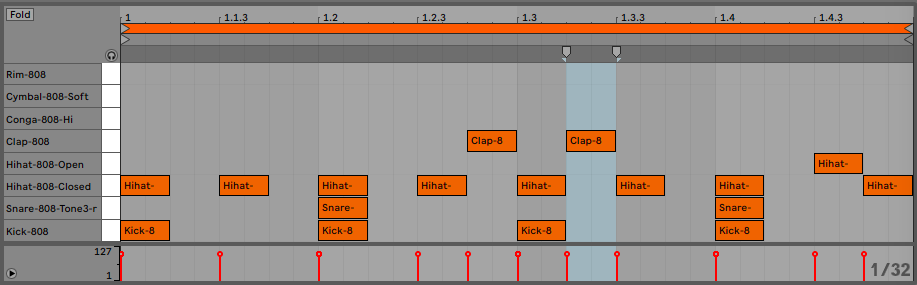 Fold
1 1.1.3 1.2 1.2.3 1.3 1.3.3 1.4 1.4.3
Rim-808
Cymbal-808-Soft
Conga-808-Hi
Clap-808 Clap-8 Clap-8
Hihat-808-Open Hihat-
Hihat-808-Closed Hihat- Hihat- Hihat- Hihat- Hihat- Hihat- Hihat- Hihat-
Snare-808-Tone3-r Snare- Snare-
Kick-808 Kick-8 Kick-8 Kick-8 Kick-8
127
1
1/32